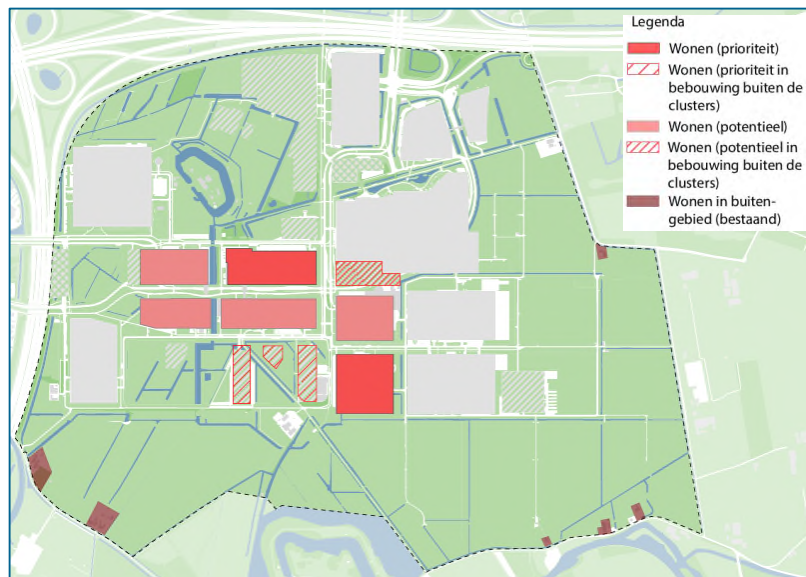 Legenda
Wonen (prioriteit)
Wonen (prioriteit in
bebouwing buiten de
clusters)
Wonen (potentieel)
Wonen (potentieel in
bebouwing buiten de
clusters)
Wonen in buiten-
gebied (bestaand)